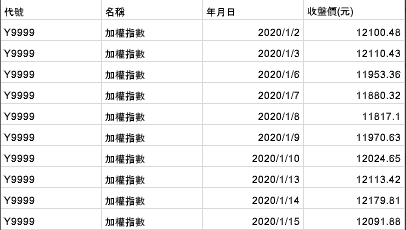 代號 名稱 年月日 收盤價(元)
Y9999 加權指數 2020/1/2 12100.48
Y9999 加權指數 2020/1/3 12110.43
Y9999 加權指數 2020/1/6 11953.36
Y9999 加權指數 2020/1/7 11880.32
Y9999 加權指數 2020/1/8 11817.1
Y9999 加權指數 2020/1/9 11970.63
Y9999 加權指數 2020/1/10 12024.65
Y9999 加權指數 2020/1/13 12113.42
Y9999 加權指數 2020/1/14 12179.81
Y9999 加權指數 2020/1/15 12091.88